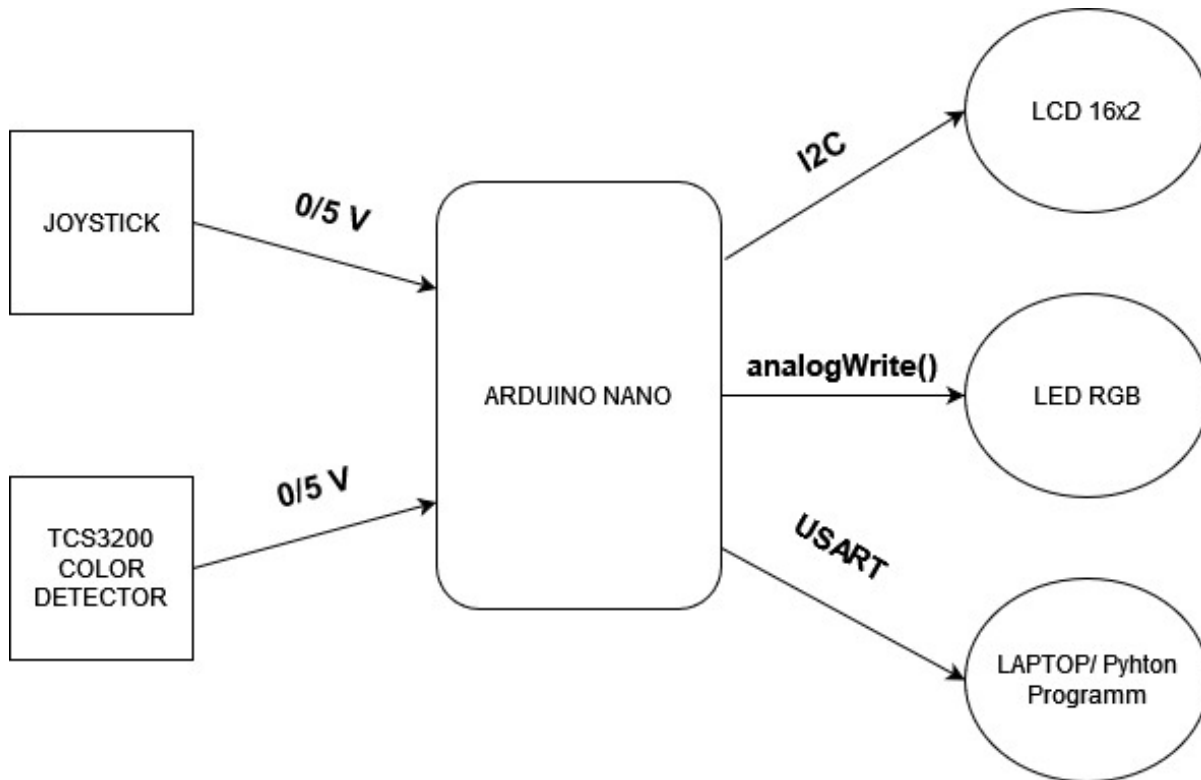 LCD 16x2
I2C
0/5 V
JOYSTICK
analogWrite()
ARDUINO NANO
LED RGB
0/5 V
USART
TCS3200
COLOR
DETECTOR
LAPTOP/ Pyhton
Programm